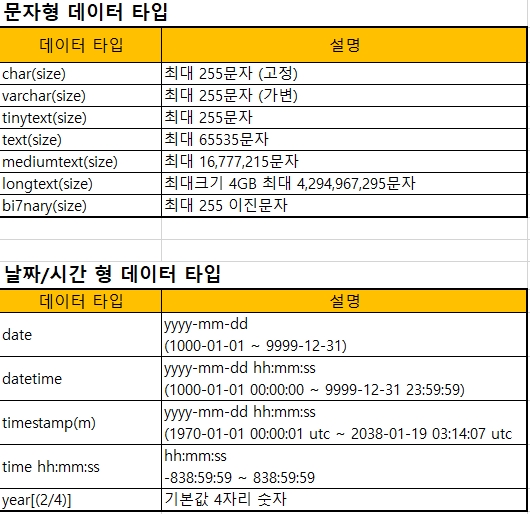 문자형 데이터 타입
데이터 타입 설명
char(size) 최대 255문자 (고정)
varchar(size) 최대 255문자 (가변)
tinytext(size) 최대 255문자
text(size) 최대 65535문자
mediumtext(size) 최대 16,777,215문자
longtext(size) 최대크기 4GB 최대 4,294,967,295문자
bi7nary(size) 최대 255 이진문자
날짜/시간 형 데이터 타입
데이터 타입 설명
date yyyy-mm-dd
(1000-01-01 ~ 9999-12-31)
datetime yyyy-mm-dd hh:mm:ss
(1000-01-01 00:00:00 ~ 9999-12-31 23:59:59)
timestamp(m) yyyy-mm-dd hh:mm:ss
(1970-01-01 00:00:01 utc ~ 2038-01-19 03:14:07 utc
time hh:mm:ss hh:mm:ss
-838:59:59 ~ 838:59:59
year[(2/4)] 기본값 4자리 숫자